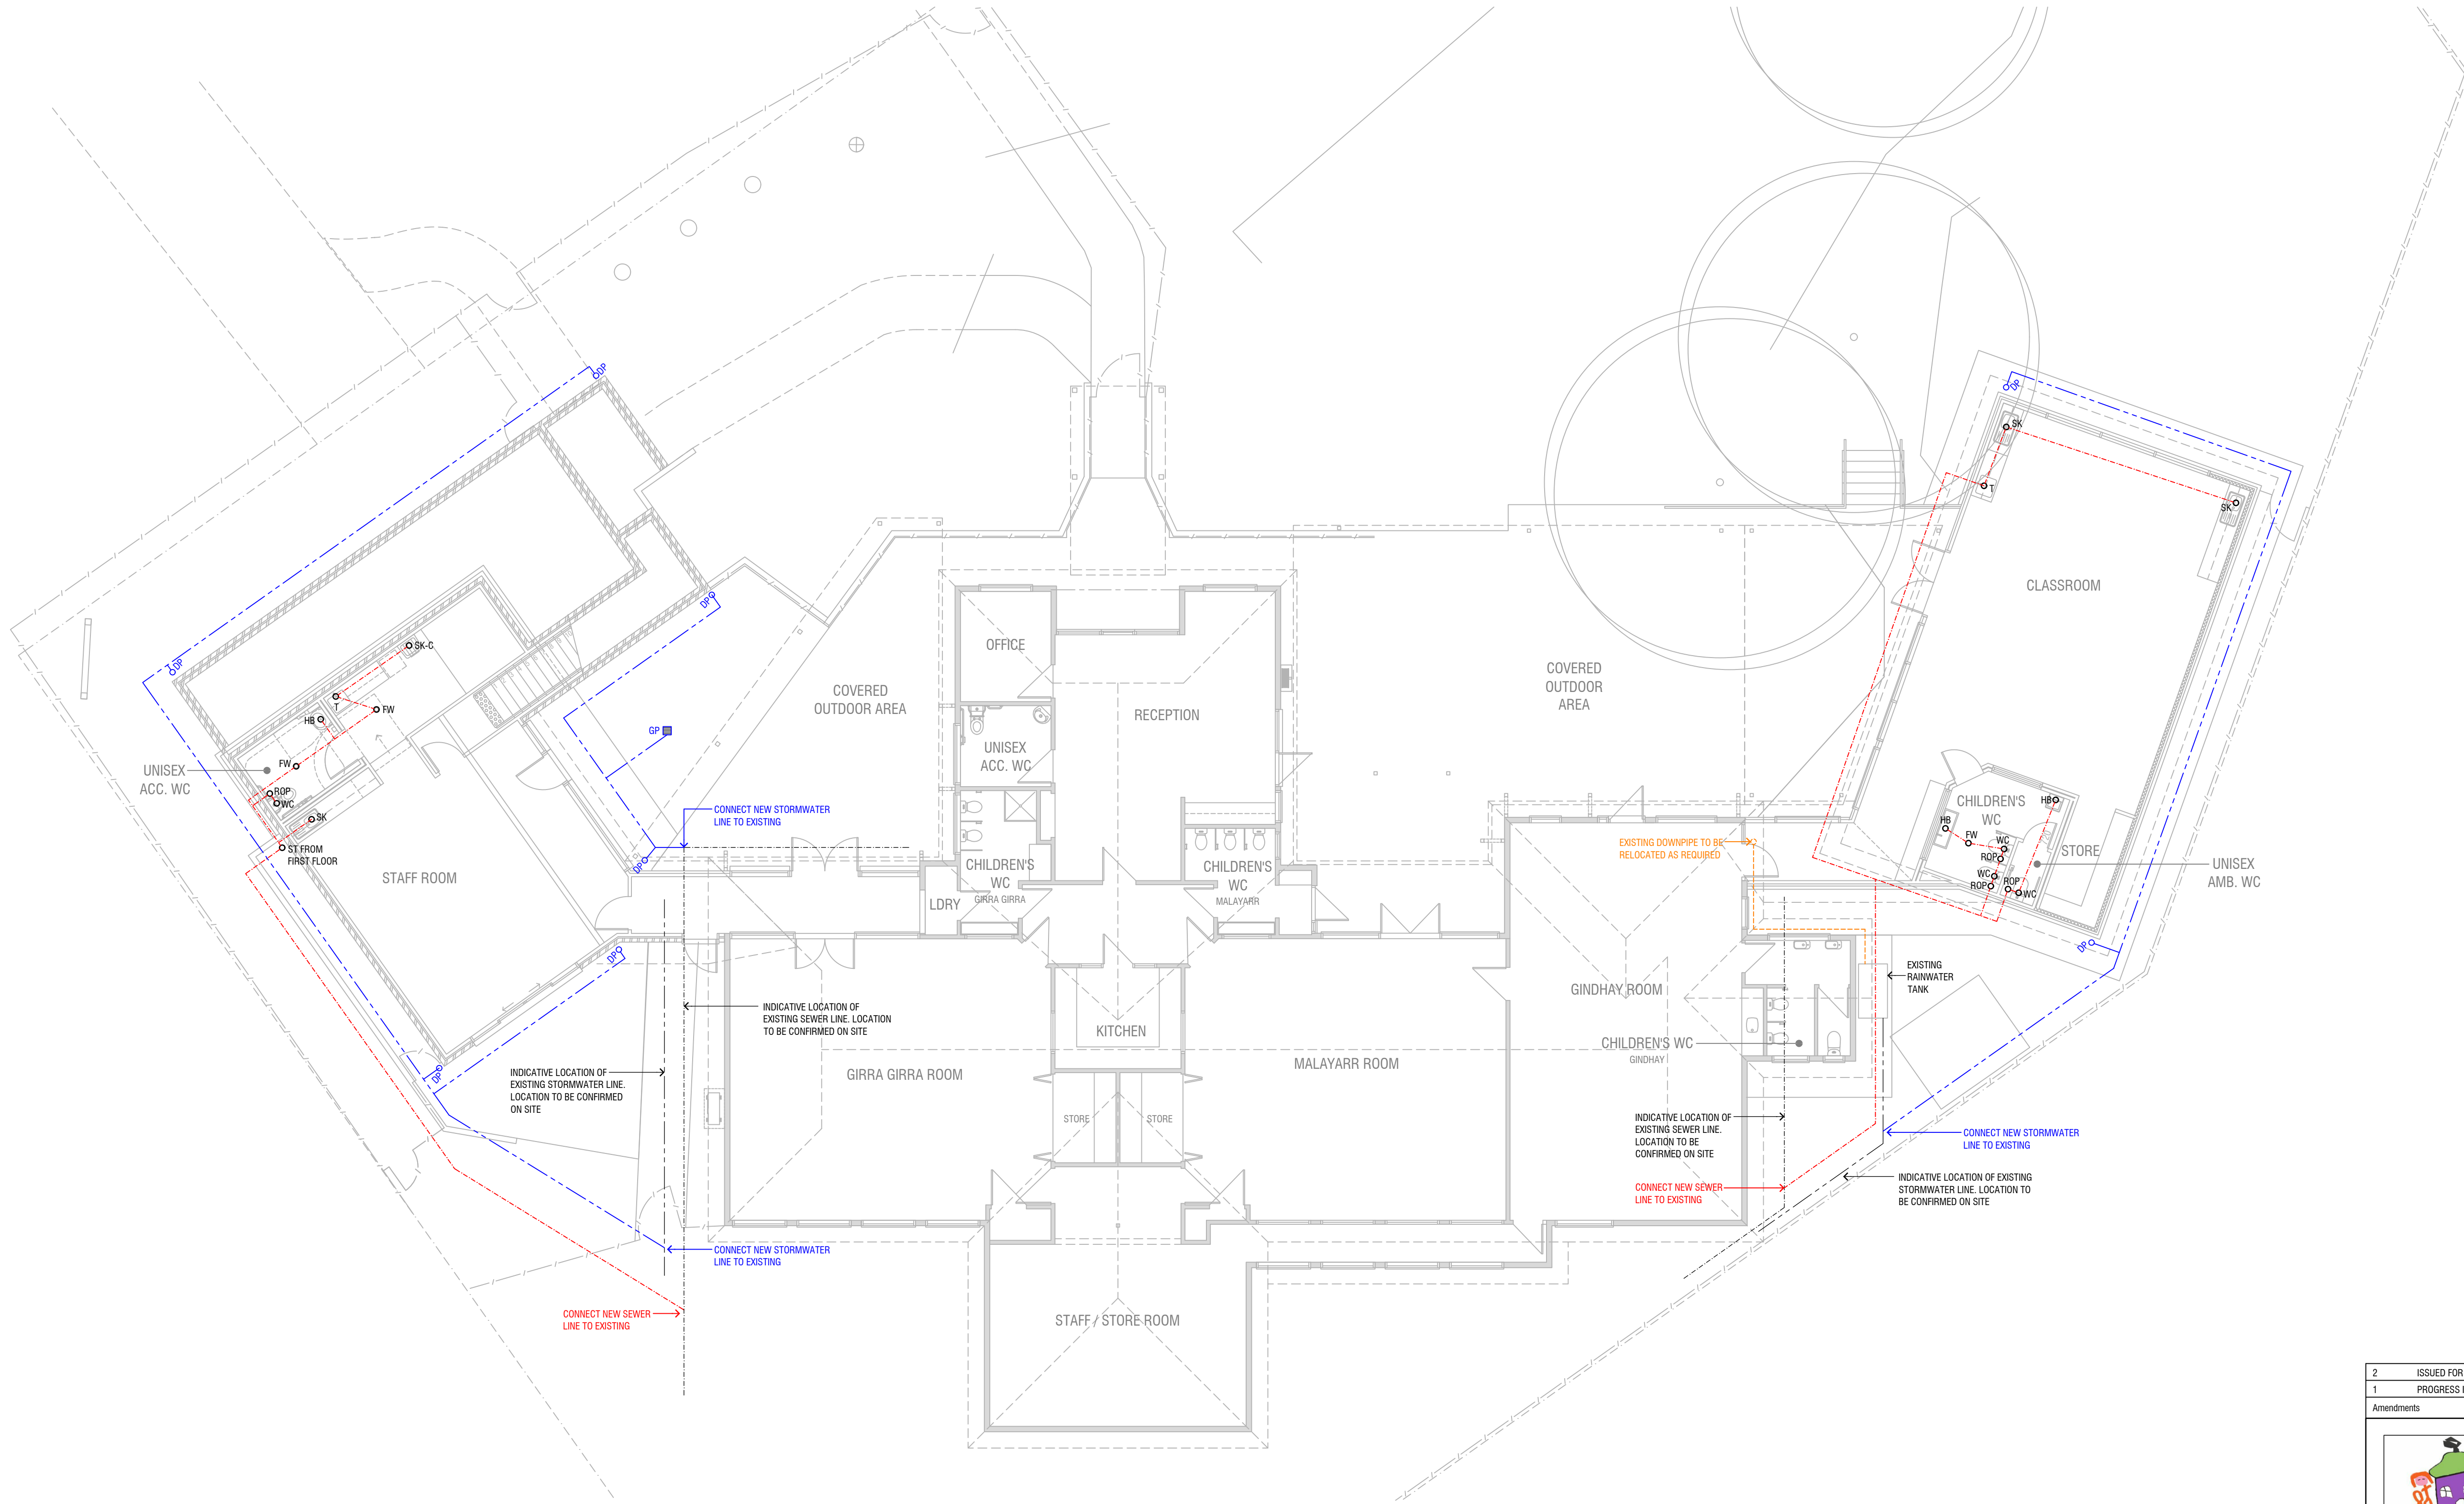 DP
DP
SK
T
SK
CLASSROOM
DP
DP
SK-C
T
FW
HB
FW
UNISEX
ACC. WC
ROP
WC
SK
ST FROM
FIRST FLOOR
STAFF ROOM
GP
COVERED
OUTDOOR AREA
OFFICE
RECEPTION
UNISEX
ACC. WC
COVERED
OUTDOOR
AREA
CONNECT NEW STORMWATER
LINE TO EXISTING
DP
CHILDREN'S
WC
GIRRA GIRRA
LDRY
CHILDREN'S
WC
MALAYARR
EXISTING DOWNPIPE TO BE
RELOCATED AS REQUIRED
CHILDREN'S
WC
HB
HB
FW
WC
ROP
WC
ROP
ROP
WC
STORE
UNISEX
AMB. WC
DP
DP
DP
EXISTING
RAINWATER
TANK
INDICATIVE LOCATION OF
EXISTING SEWER LINE. LOCATION
TO BE CONFIRMED ON SITE
INDICATIVE LOCATION OF
EXISTING STORMWATER LINE.
LOCATION TO BE CONFIRMED
ON SITE
GIRRA GIRRA ROOM
KITCHEN
STORE
STORE
MALAYARR ROOM
GINDHAY ROOM
CHILDREN'S WC
GINDHAY
INDICATIVE LOCATION OF
EXISTING SEWER LINE.
LOCATION TO BE
CONFIRMED ON SITE
CONNECT NEW SEWER
LINE TO EXISTING
CONNECT NEW STORMWATER
LINE TO EXISTING
INDICATIVE LOCATION OF EXISTING
STORMWATER LINE. LOCATION TO
BE CONFIRMED ON SITE
CONNECT NEW STORMWATER
LINE TO EXISTING
CONNECT NEW SEWER
LINE TO EXISTING
STAFF / STORE ROOM
2 ISSUED FOR
1 PROGRESS
Amendments